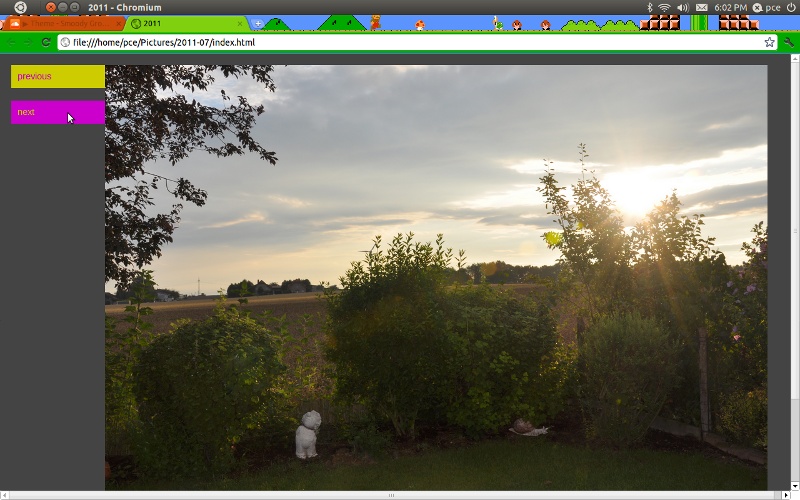 2011 - Chromium
6:02 PM
pce
2011
file:///home/pce/Pictures/2011-07/index.html
previous
next